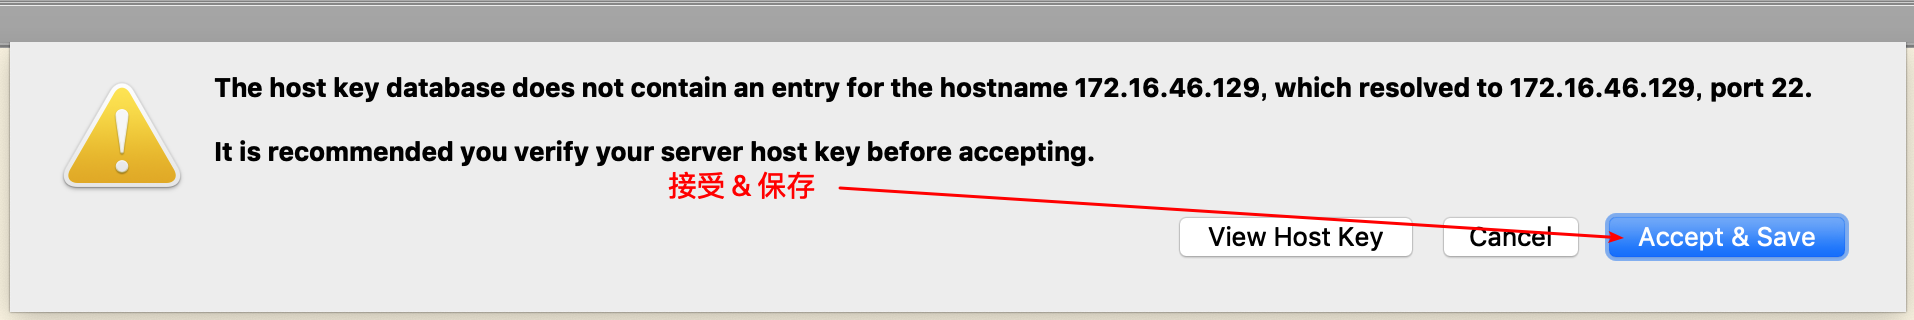 The host key database does not contain an entry for the hostname 172.16.46.129, which resolved to 172.16.46.129, port 22.
It is recommended you verify your server host key before accepting.
接受 & 保存
View Host Key
Cancel
Accept & Save